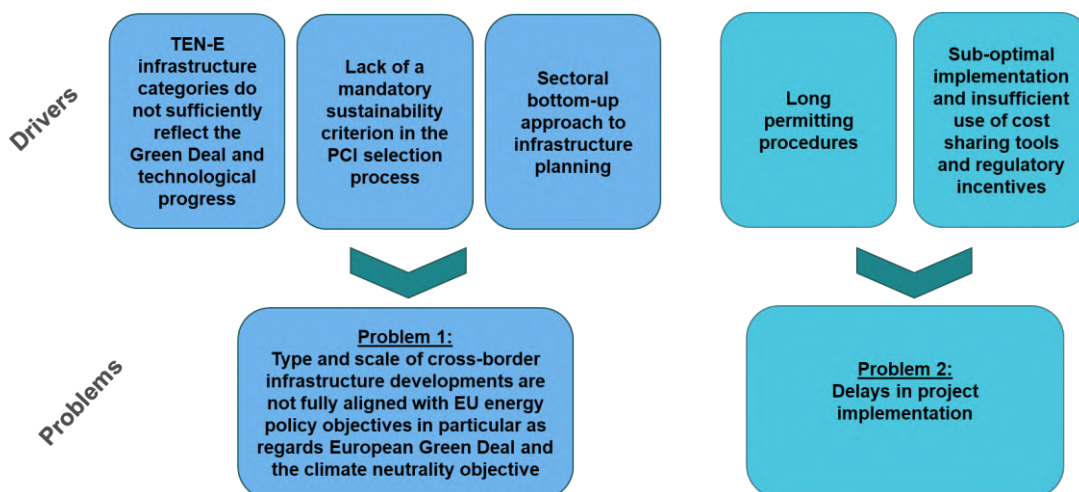 Drivers
TEN-E
infrastructure
categories do
not sufficiently
reflect the
Green Deal and
technological
progress
Lack of a
mandatory
sustainability
criterion in the
PCI selection
process
Sectoral
bottom-up
approach to
infrastructure
planning
Long
permitting
procedures
Sub-optimal
implementation
and insufficient
use of cost
sharing tools
and regulatory
incentives
Problems
Problem 1:
Type and scale of cross-border
infrastructure developments are
not fully aligned with EU energy
policy objectives in particular as
regards European Green Deal and
the climate neutrality objective
Problem 2:
Delays in project
implementation